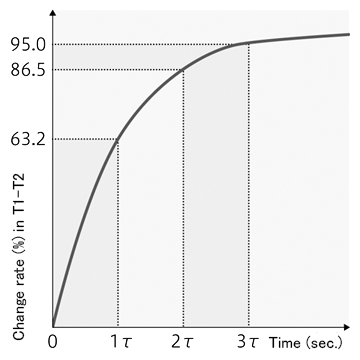 95.0
86.5
63.2
Change rate (%) in T1-T2
0 1τ 2τ 3τ Time (sec.)